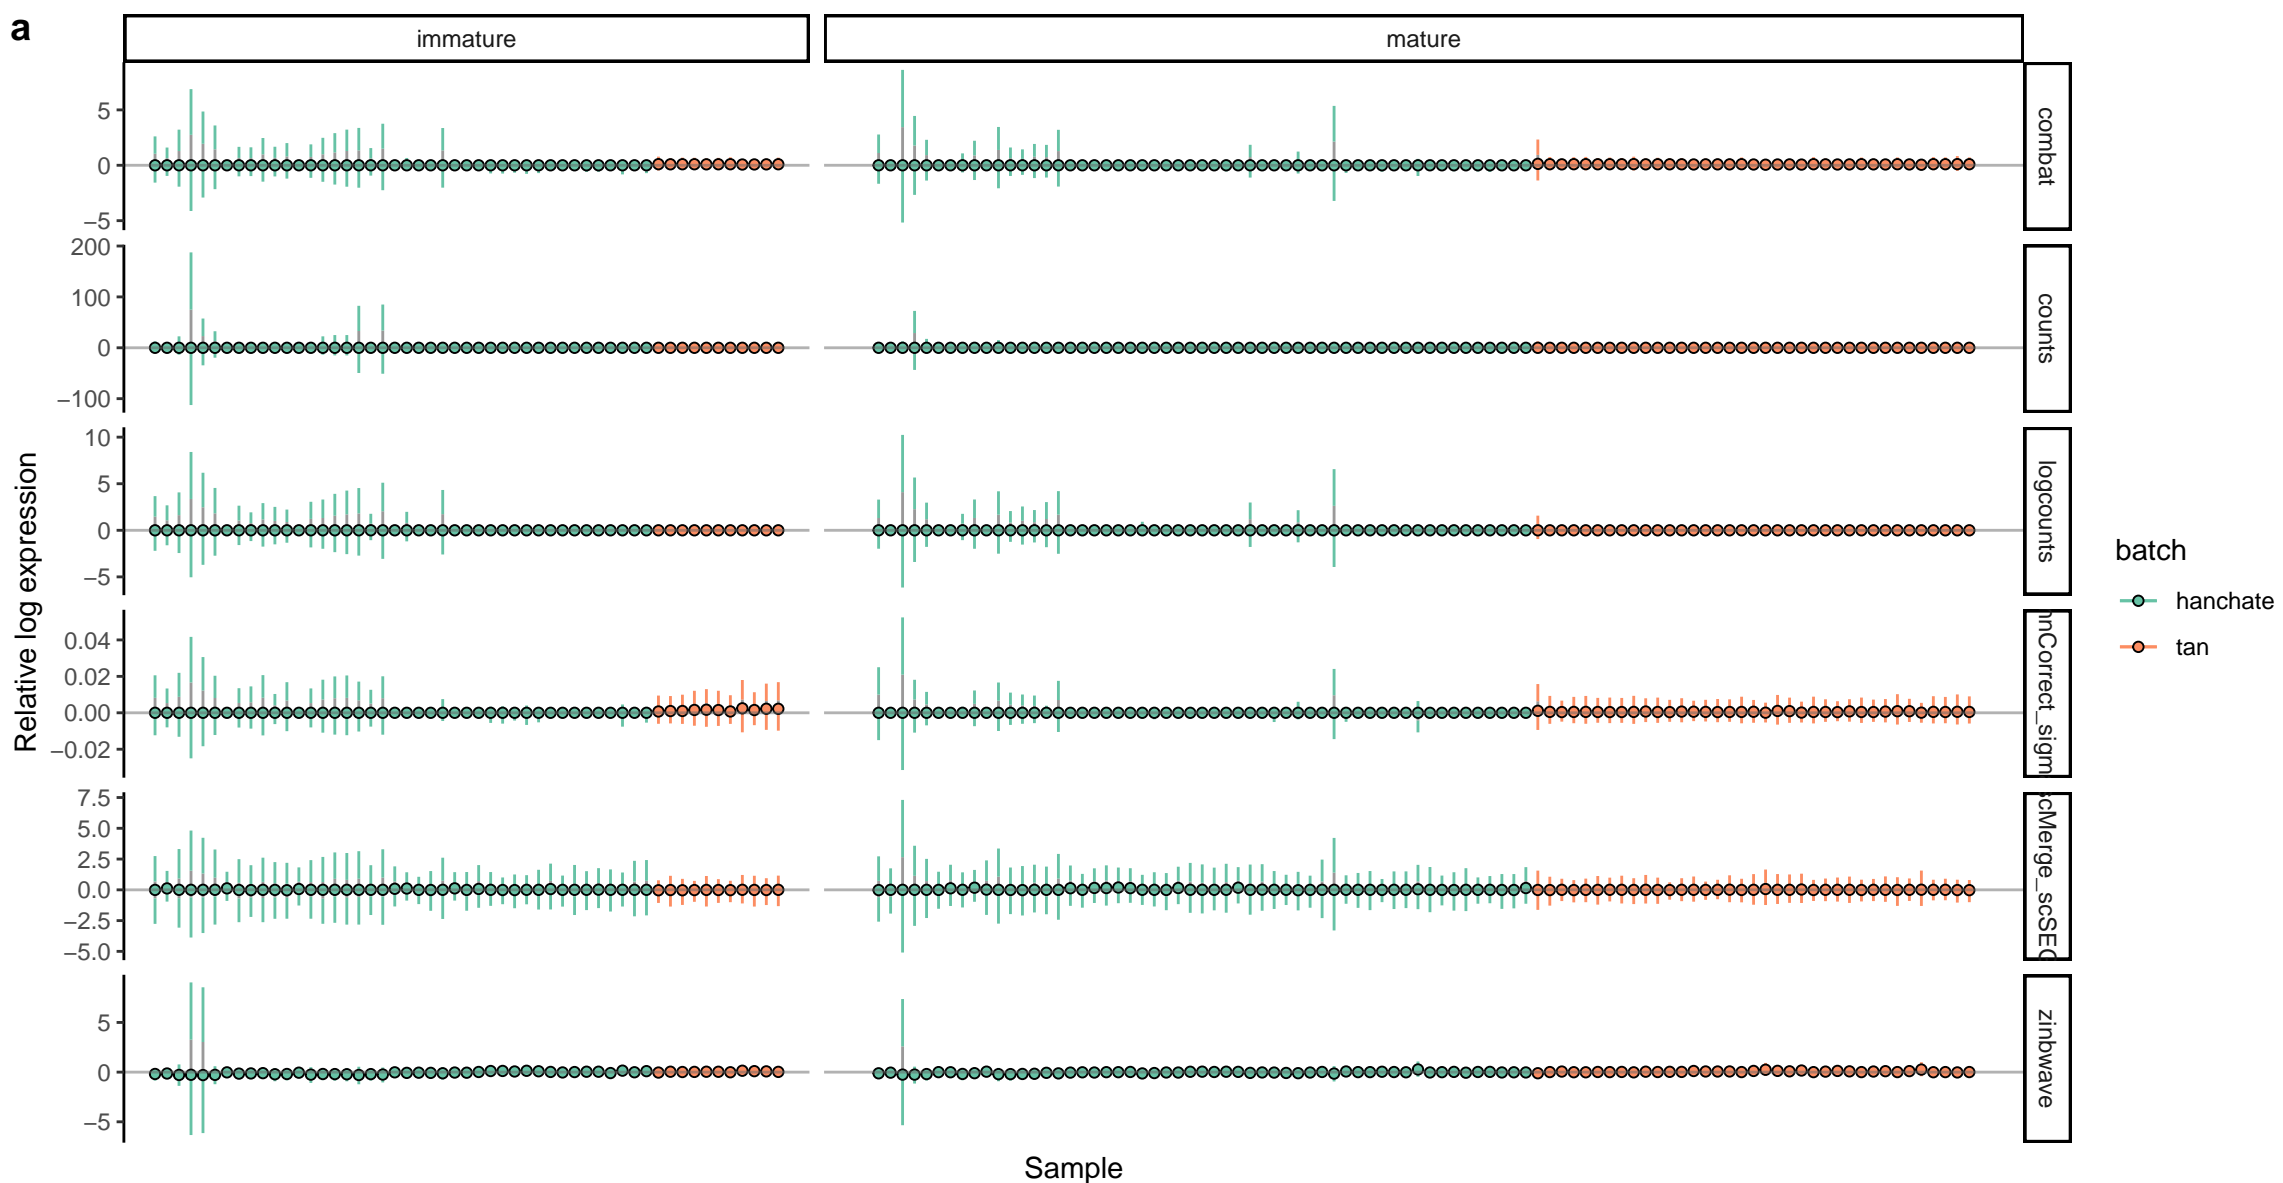 a
immature
mature
5
0
−5
combat
200
100
0
−100
counts
10
5
0
−5
logcounts
0.04
0.02
0.00
−0.02
nnCorrect_sigm
7.5
5.0
2.5
0.0
−2.5
−5.0
scMerge_scSEG
5
0
−5
zinbwave
Relative log expression
Sample
batch
hanchate
tan